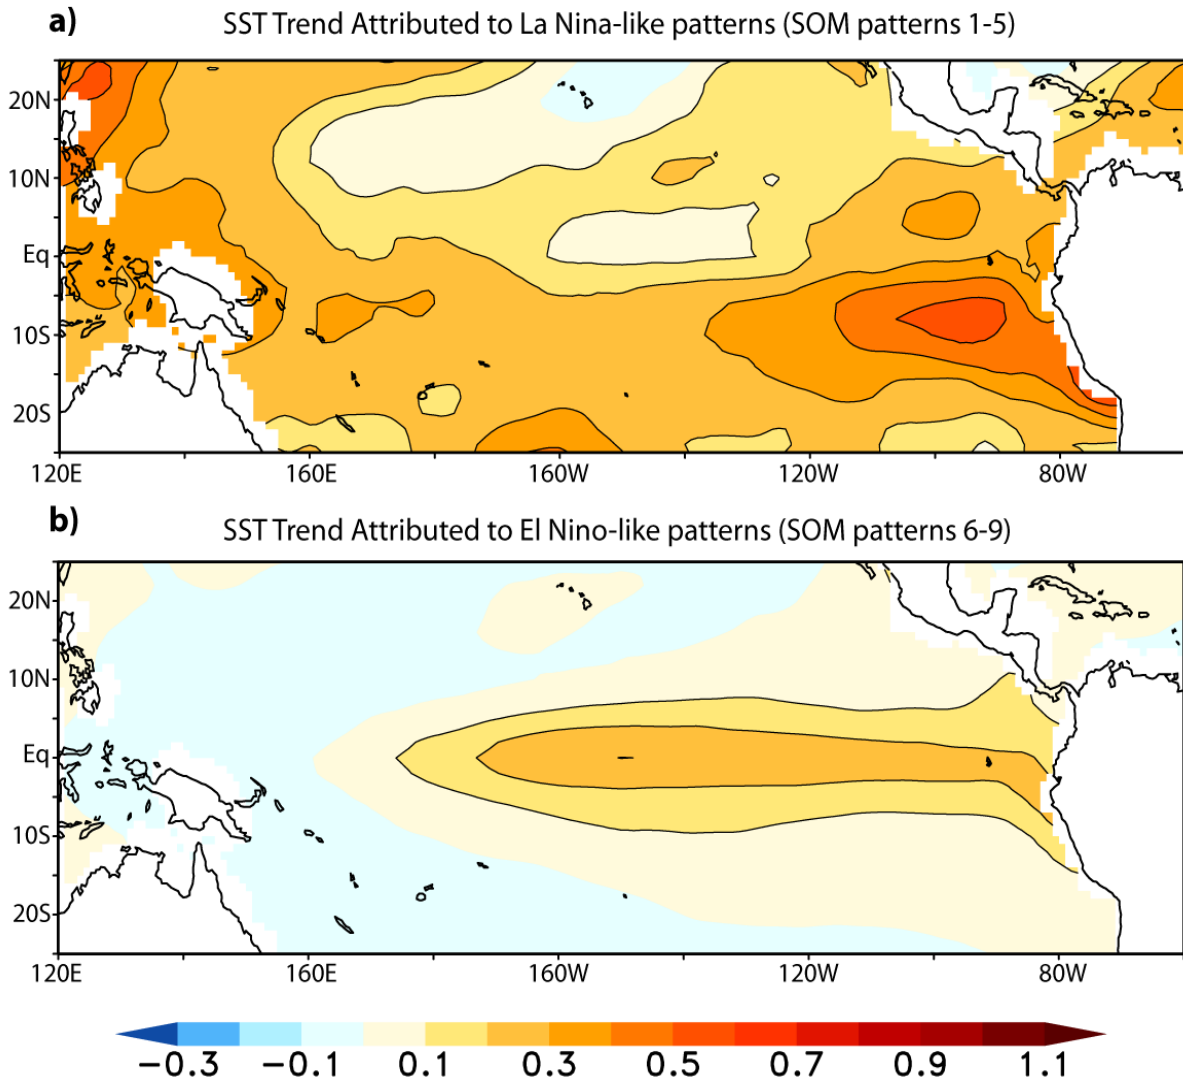 a)
SST Trend Attributed to La Nina-like patterns (SOM patterns 1-5)
20N
10N
Eq
10S
20S
120E 160E 160W 120W 80W
b)
SST Trend Attributed to El Nino-like patterns (SOM patterns 6-9)
20N
10N
Eq
10S
20S
120E 160E 160W 120W 80W
−0.3 −0.1 0.1 0.3 0.5 0.7 0.9 1.1